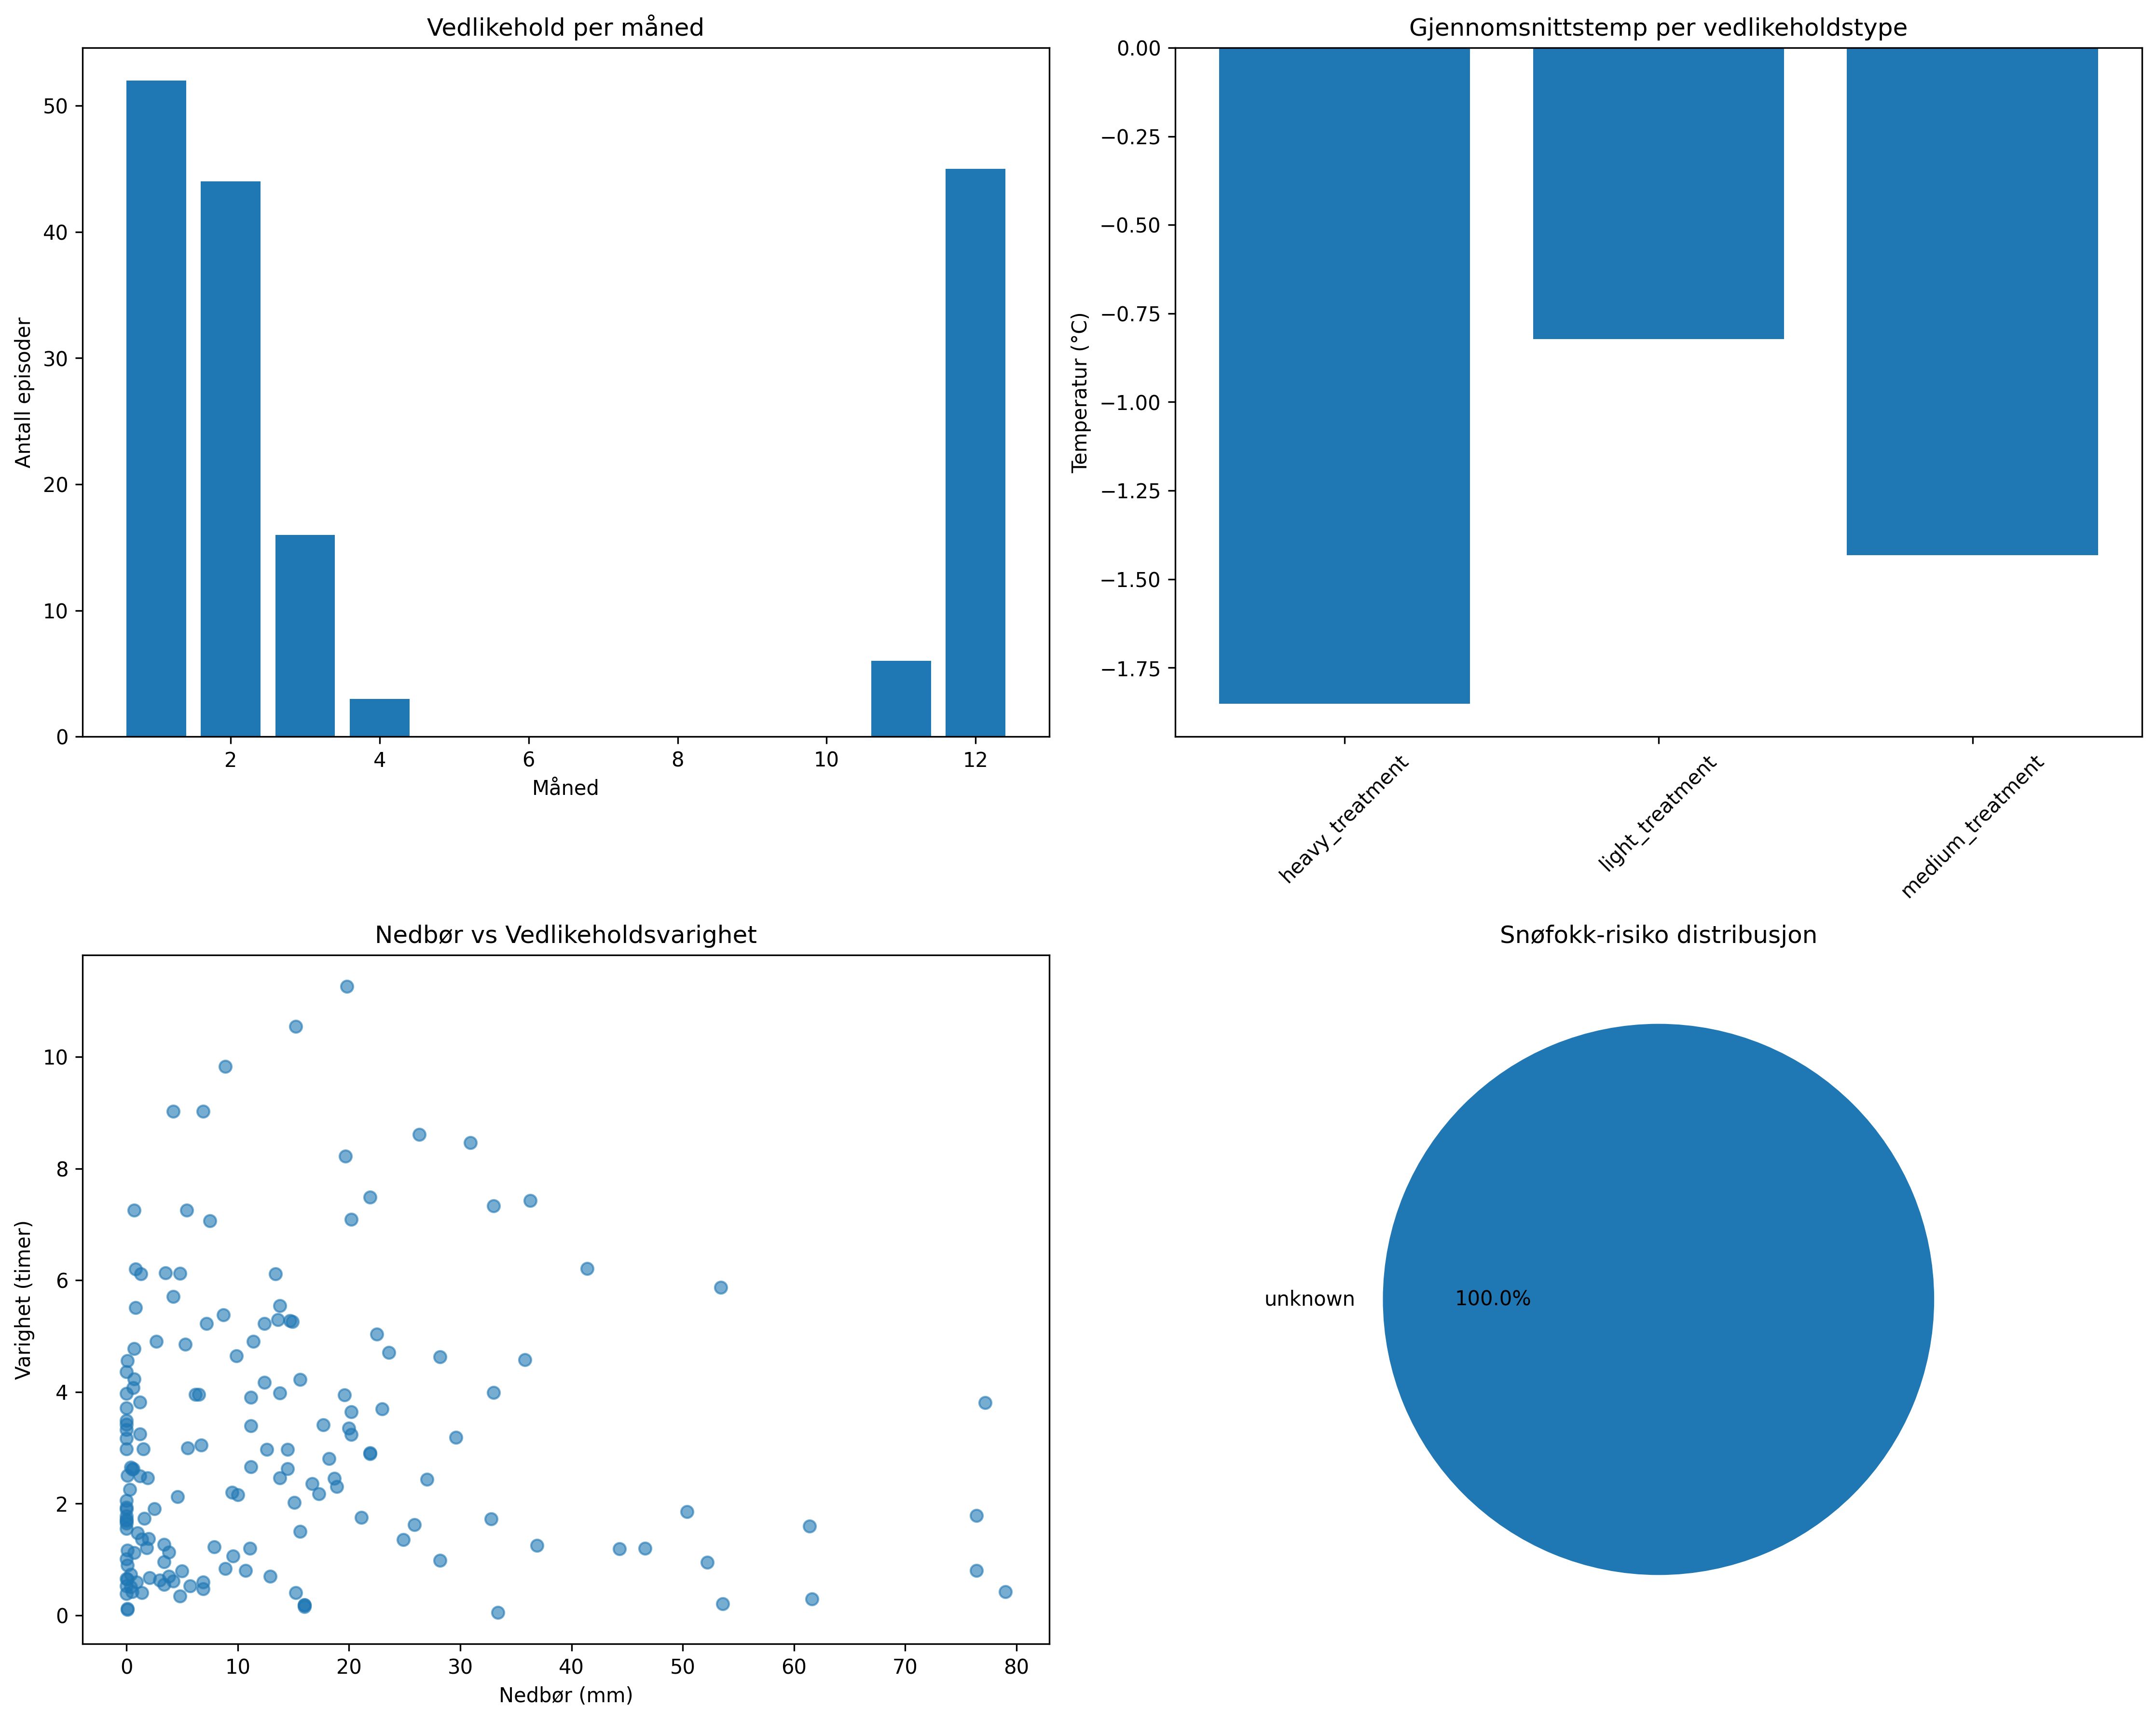 Vedlikehold per måned
Antall episoder
50
40
30
20
10
0
2 4 6 8 10 12
Måned
Gjennomsnittstemp per vedlikeholdstype
Temperatur (°C)
0.00
−0.25
−0.50
−0.75
−1.00
−1.25
−1.50
−1.75
heavy_treatment
light_treatment
medium_treatment
Nedbør vs Vedlikeholdsvarighet
Varighet (timer)
10
8
6
4
2
0
0 10 20 30 40 50 60 70 80
Nedbør (mm)
Snøfokk-risiko distribusjon
unknown
100.0%